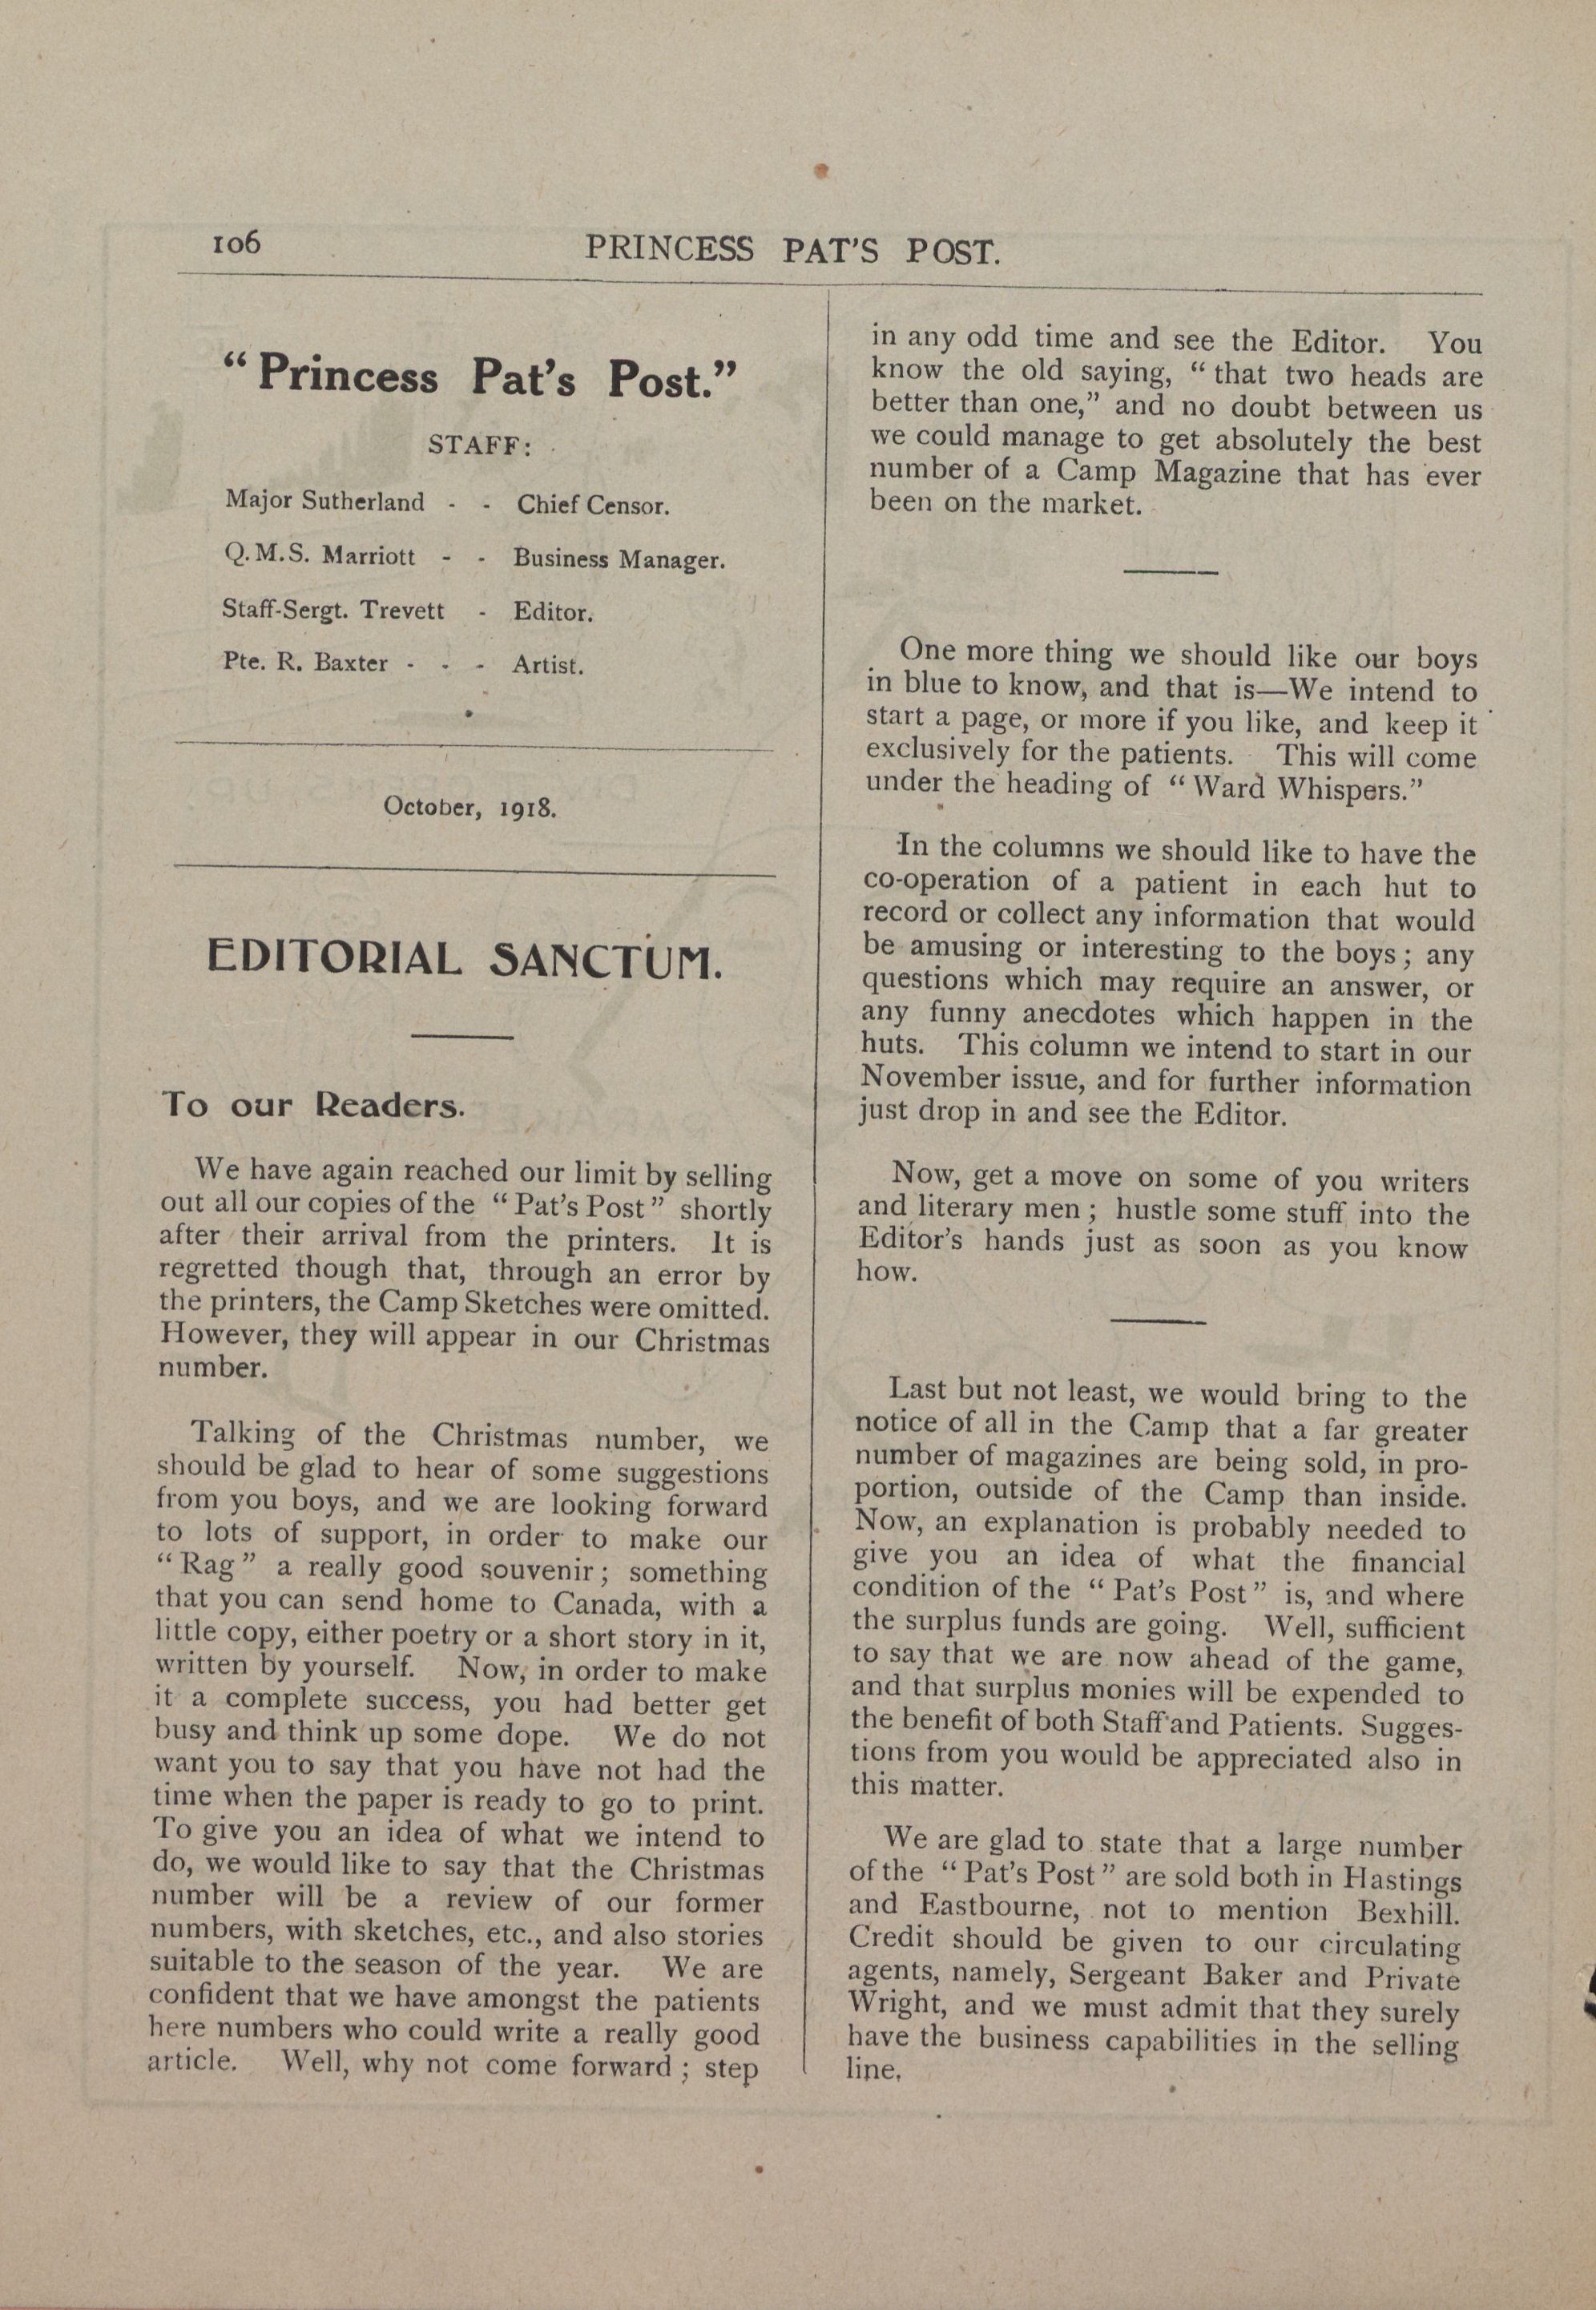 106
PRINCESS PAT'S POST.
“Princess Pat's Post.”
STAFF:
Major Sutherland - - Chief Censor.
Q.M.S. Marriott - - Business Manager.
Staff-Sergt. Trevett - Editor.
Pte. R. Baxter - - - Artist.
October, 1918.
EDITORIAL SANCTUM.
To our Readers.
We have again reached our limit by selling
out all our copies of the “Pat's Post” shortly
after their arrival from the printers. It is
regretted though that, through an error by
the printers, the Camp Sketches were omitted.
However, they will appear in our Christmas
number.
Talking of the Christmas number, we
should be glad to hear of some suggestions
from you boys, and we are looking forward
to lots of support, in order to make our
“Rag” a really good souvenir; something
that you can send home to Canada, with a
little copy, either poetry or a short story in it,
written by yourself. Now, in order to make
it a complete success, you had better get
busy and think up some dope. We do not
want you to say that you have not had the
time when the paper is ready to go to print.
To give you an idea of what we intend to
do, we would like to say that the Christmas
number will be a review of our former
numbers, with sketches, etc., and also stories
suitable to the season of the year. We are
confident that we have amongst the patients
here numbers who could write a really good
article. Well, why not come forward; step
in any odd time and see the Editor. You
know the old saying, “that two heads are
better than one,” and no doubt between us
we could manage to get absolutely the best
number of a Camp Magazine that has ever
been on the market.
One more thing we should like our boys
in blue to know, and that is—We intend to
start a page, or more if you like, and keep it
exclusively for the patients. This will come
under the heading of “Ward Whispers.”
In the columns we should like to have the
co-operation of a patient in each hut to
record or collect any information that would
be amusing or interesting to the boys; any
questions which may require an answer, or
any funny anecdotes which happen in the
huts. This column we intend to start in our
November issue, and for further information
just drop in and see the Editor.
Now, get a move on some of you writers
and literary men; hustle some stuff into the
Editor's hands just as soon as you know
how.
Last but not least, we would bring to the
notice of all in the Camp that a far greater
number of magazines are being sold, in pro-
portion, outside of the Camp than inside.
Now, an explanation is probably needed to
give you an idea of what the financial
condition of the “Pat's Post” is, and where
the surplus funds are going. Well, sufficient
to say that we are now ahead of the game,
and that surplus monies will be expended to
the benefit of both Staff and Patients. Sugges-
tions from you would be appreciated also in
this matter.
We are glad to state that a large number
of the “Pat's Post” are sold both in Hastings
and Eastbourne, not to mention Bexhill.
Credit should be given to our circulating
agents, namely, Sergeant Baker and Private
Wright, and we must admit that they surely
have the business capabilities in the selling
line.